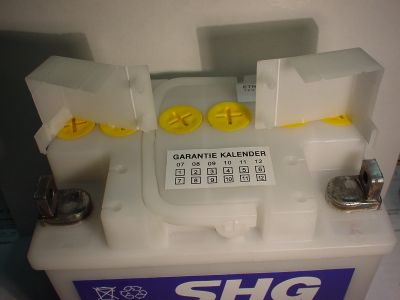 ETH
GARANTIE KALENDER
07 08 09 10 11 12
1 2 3 4 5 6
7 8 9 10 11 12
SHG